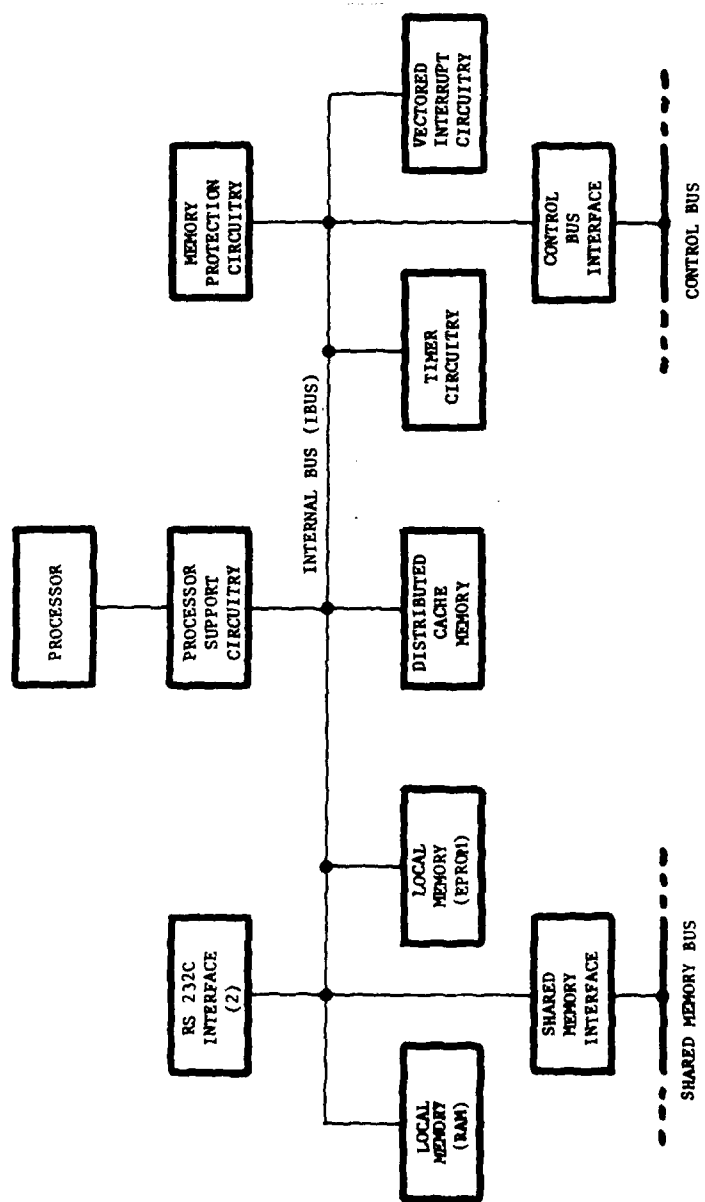 PROCESSOR
RS 232C
INTERFACE
(2)
PROCESSOR
SUPPORT
CIRCUITRY
MEMORY
PROTECTION
CIRCUITRY
INTERNAL BUS (IBUS)
LOCAL
MEMORY
(RAM)
LOCAL
MEMORY
(EPROM)
DISTRIBUTED
CACHE
MEMORY
TIMER
CIRCUITRY
VECTORED
INTERRUPT
CIRCUITRY
SHARED
MEMORY
INTERFACE
CONTROL
BUS
INTERFACE
SHARED MEMORY BUS
CONTROL BUS